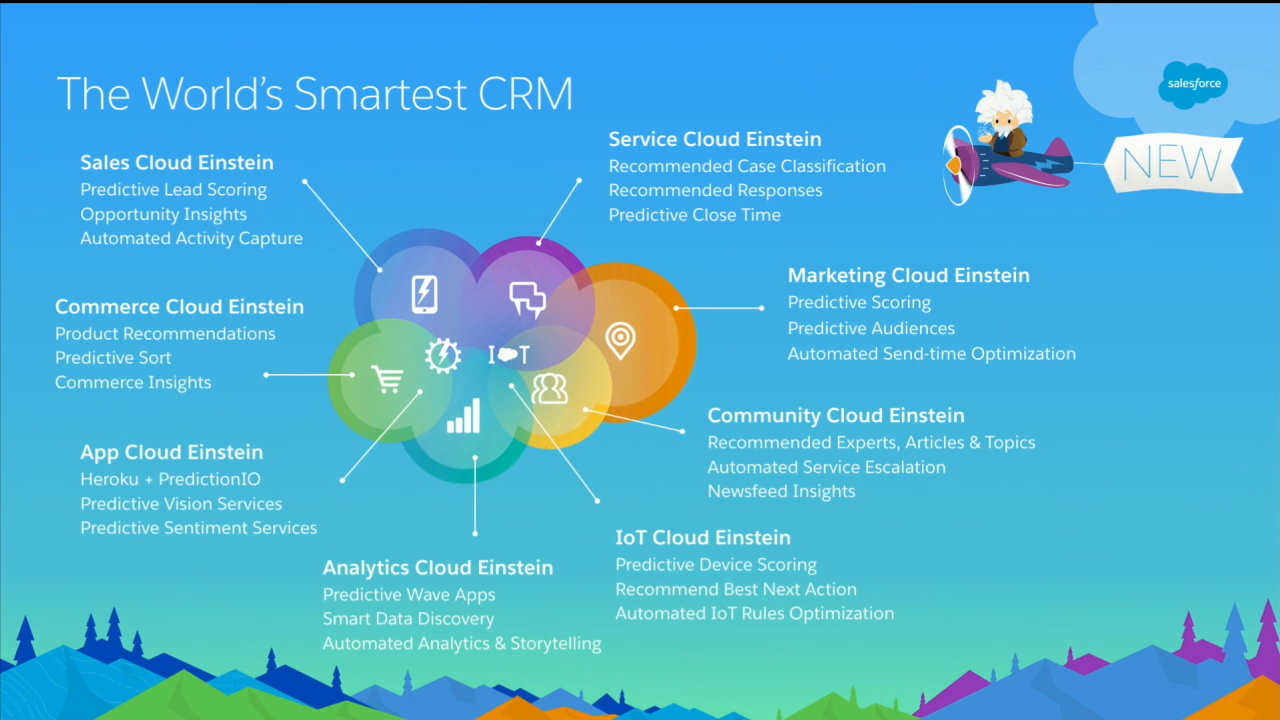 The World's Smartest CRM
salesforce
NEW
Sales Cloud Einstein
Predictive Lead Scoring
Opportunity Insights
Automated Activity Capture
Service Cloud Einstein
Recommended Case Classification
Recommended Responses
Predictive Close Time
Commerce Cloud Einstein
Product Recommendations
Predictive Sort
Commerce Insights
Marketing Cloud Einstein
Predictive Scoring
Predictive Audiences
Automated Send-time Optimization
IoT
App Cloud Einstein
Heroku + PredictionIO
Predictive Vision Services
Predictive Sentiment Services
Community Cloud Einstein
Recommended Experts, Articles & Topics
Automated Service Escalation
Newsfeed Insights
Analytics Cloud Einstein
Predictive Wave Apps
Smart Data Discovery
Automated Analytics & Storytelling
IoT Cloud Einstein
Predictive Device Scoring
Recommend Best Next Action
Automated IoT Rules Optimization